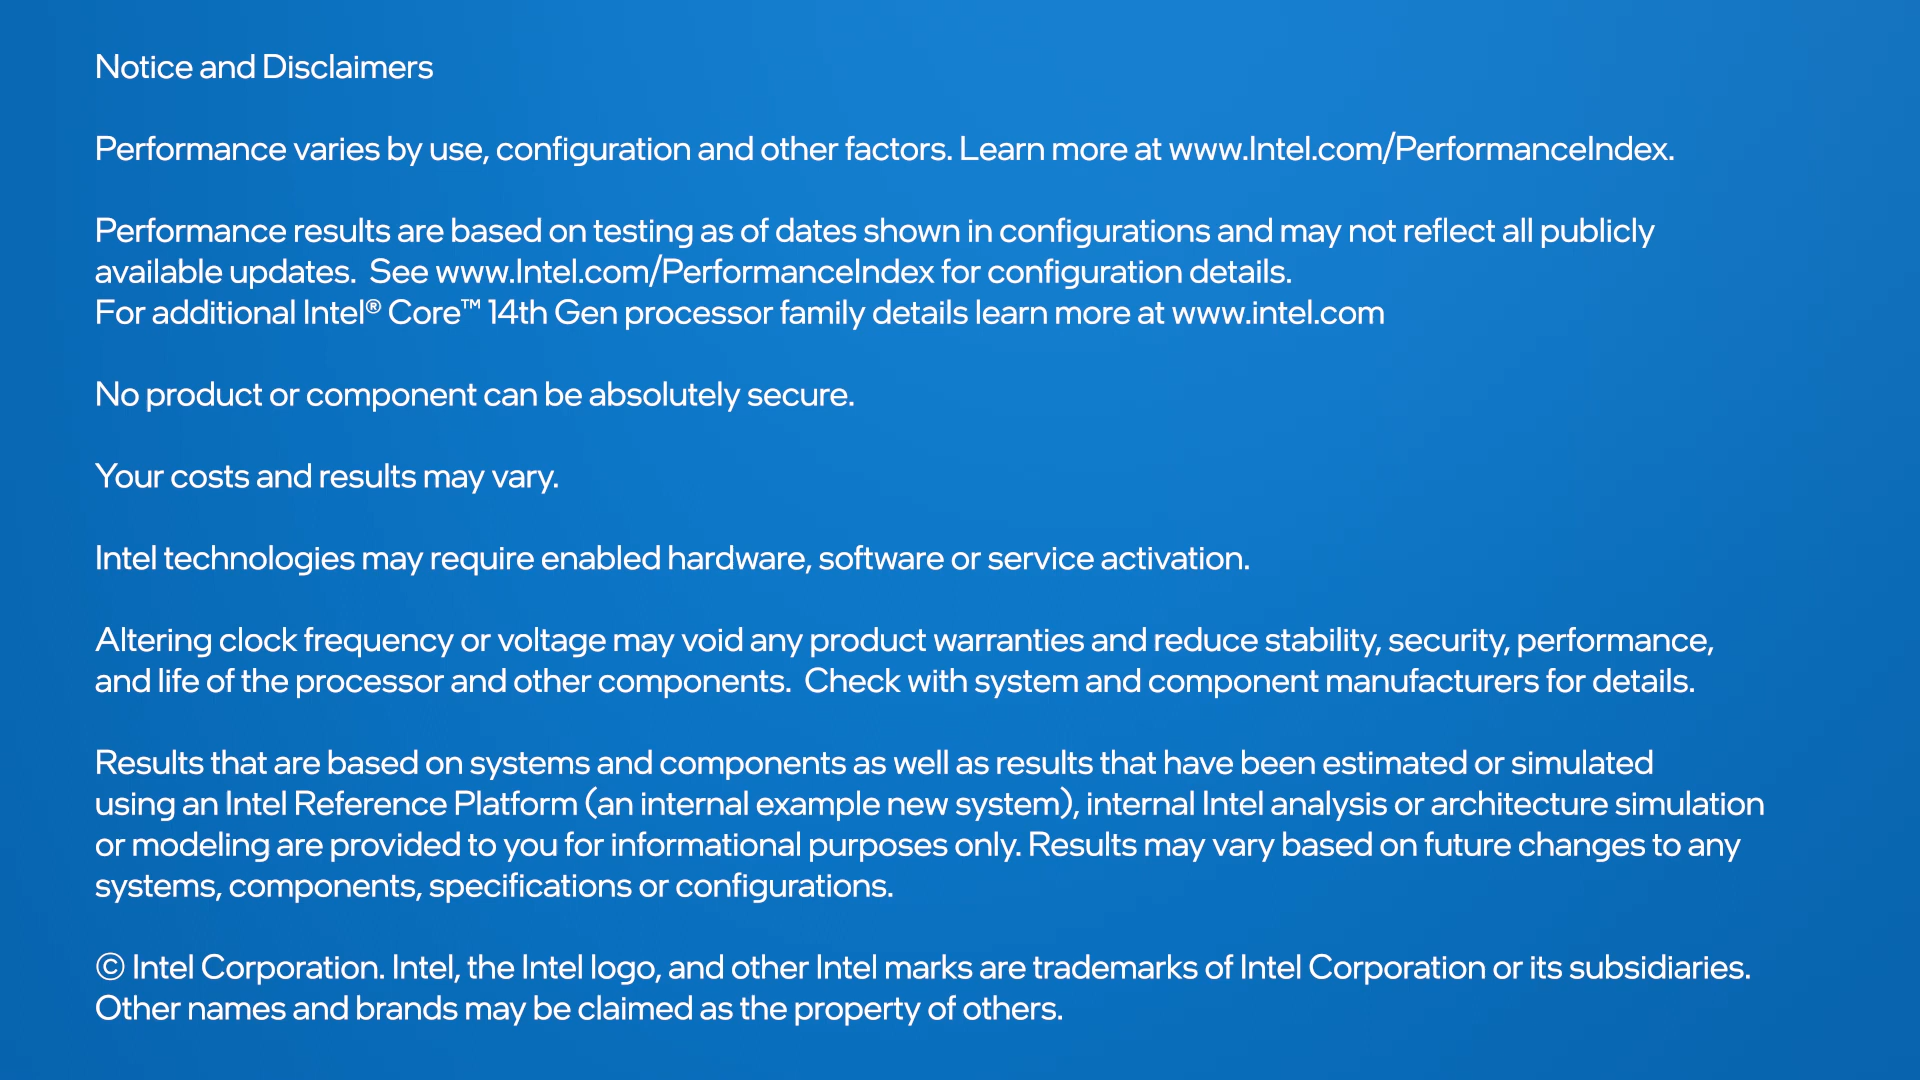 Notice and Disclaimers
Performance varies by use, configuration and other factors. Learn more at www.Intel.com/PerformanceIndex.
Performance results are based on testing as of dates shown in configurations and may not reflect all publicly
available updates.  See www.Intel.com/PerformanceIndex for configuration details.
For additional Intel® Core™ 14th Gen processor family details learn more at www.intel.com
No product or component can be absolutely secure.
Your costs and results may vary.
Intel technologies may require enabled hardware, software or service activation.
Altering clock frequency or voltage may void any product warranties and reduce stability, security, performance,
and life of the processor and other components.  Check with system and component manufacturers for details.
Results that are based on systems and components as well as results that have been estimated or simulated
using an Intel Reference Platform (an internal example new system), internal Intel analysis or architecture simulation
or modeling are provided to you for informational purposes only. Results may vary based on future changes to any
systems, components, specifications or configurations.
© Intel Corporation. Intel, the Intel logo, and other Intel marks are trademarks of Intel Corporation or its subsidiaries.
Other names and brands may be claimed as the property of others.